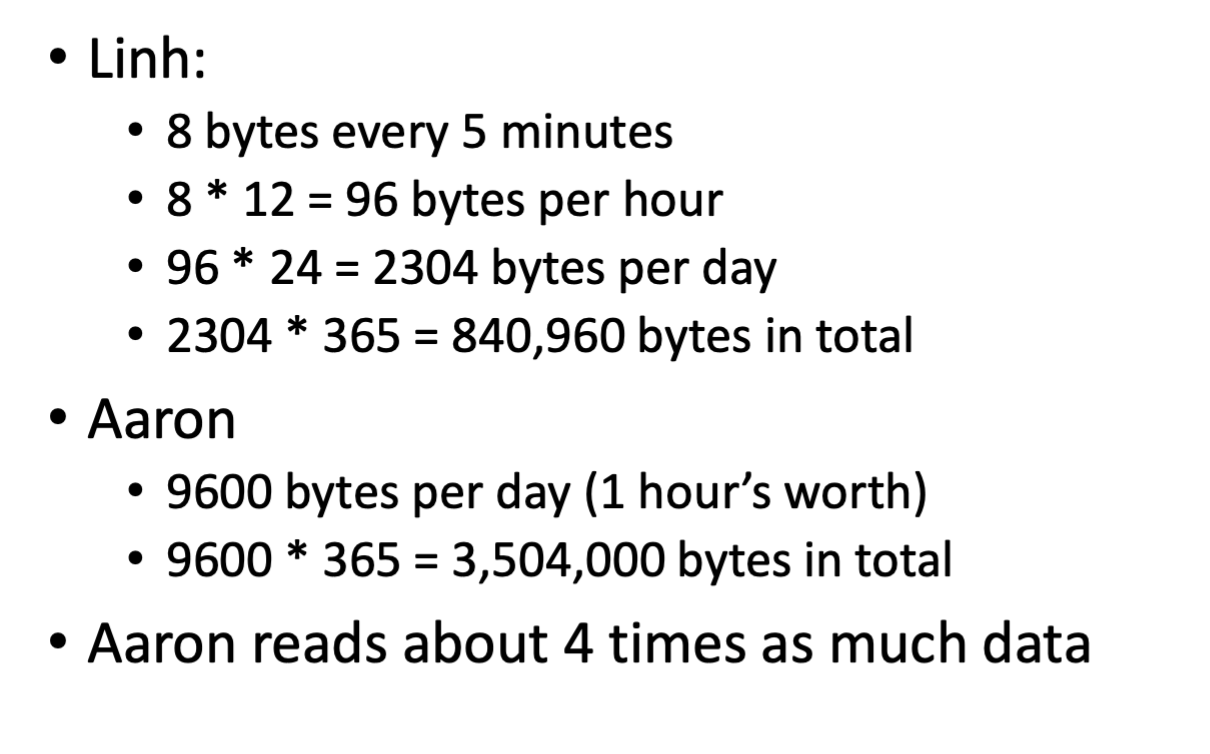 • Linh:
• 8 bytes every 5 minutes
• 8 * 12 = 96 bytes per hour
• 96 * 24 = 2304 bytes per day
• 2304 * 365 = 840,960 bytes in total
• Aaron
• 9600 bytes per day (1 hour’s worth)
• 9600 * 365 = 3,504,000 bytes in total
• Aaron reads about 4 times as much data